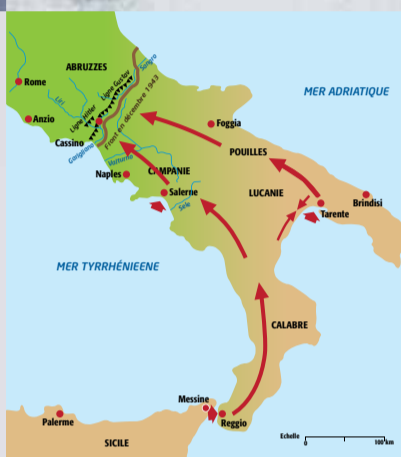 ABRUZZES
Sangro
Rome
Ligne Gustav
Ligne Hitler
Liri
Front en décembre 1943
MER ADRIATIQUE
Anzio
Cassino
Foggia
Garigliano
Volturno
POUILLES
CAMPANIE
Naples
Salerne
LUCANIE
Brindisi
Sele
Tarente
MER TYRRHÉNIEENE
CALABRE
Messine
Reggio
Palerme
SICILE
Echelle
0
100 km